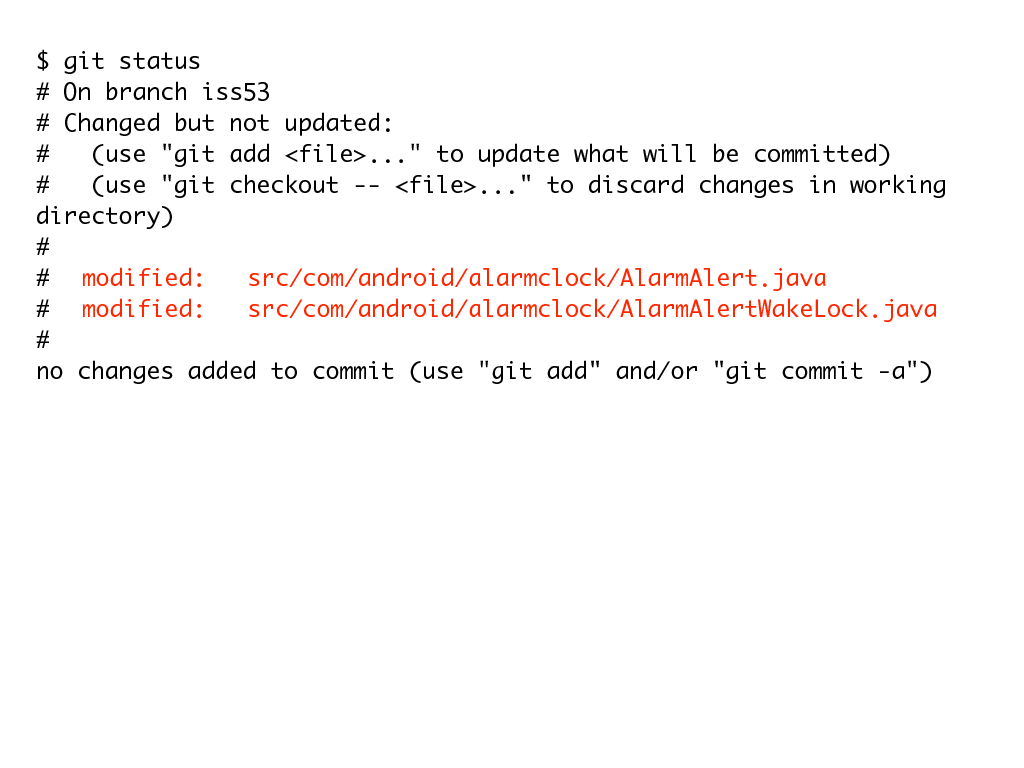 $ git status
# On branch iss53
# Changed but not updated:
#   (use "git add <file>..." to update what will be committed)
#   (use "git checkout -- <file>..." to discard changes in working
directory)
#
#  modified:   src/com/android/alarmclock/AlarmAlert.java
#  modified:   src/com/android/alarmclock/AlarmAlertWakeLock.java
#
no changes added to commit (use "git add" and/or "git commit -a")